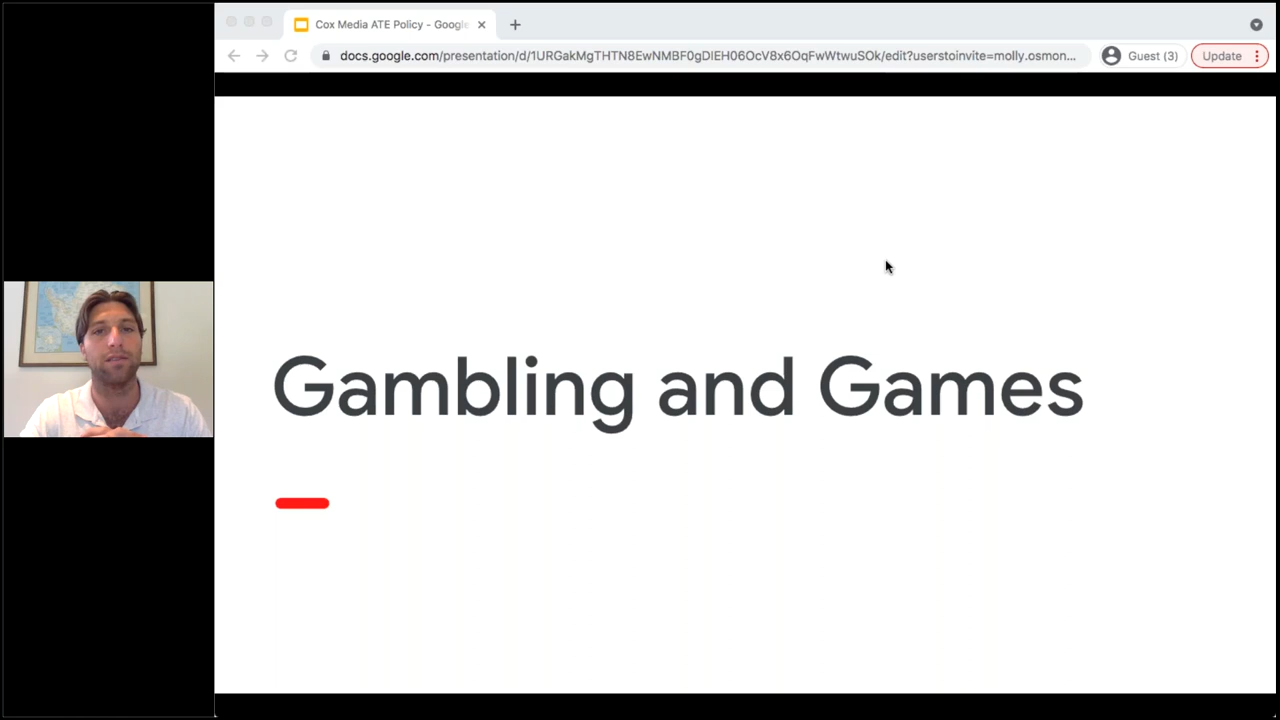 Cox Media ATE Policy - Google
docs.google.com/presentation/d/1URGakMgTHTN8EwNMBF0gDlEH06OcV8x6OqFwWtwuSOk/edit?userstoinvite=molly.osmon...
Guest (3)
Update
Gambling and Games